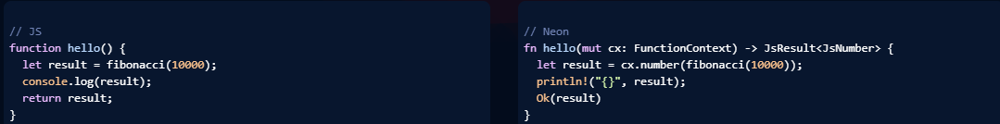 // JS
function hello() {
  let result = fibonacci(10000);
  console.log(result);
  return result;
}
// Neon
fn hello(mut cx: FunctionContext) -> JsResult<JsNumber> {
  let result = cx.number(fibonacci(10000));
  println!("{}", result);
  Ok(result)
}